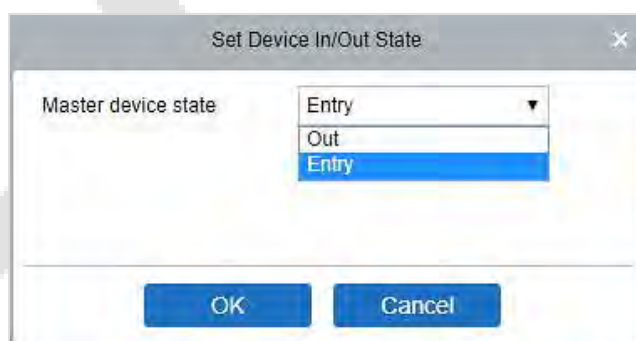 Set Device In/Out State
Master device state Entry
Out
Entry
OK Cancel